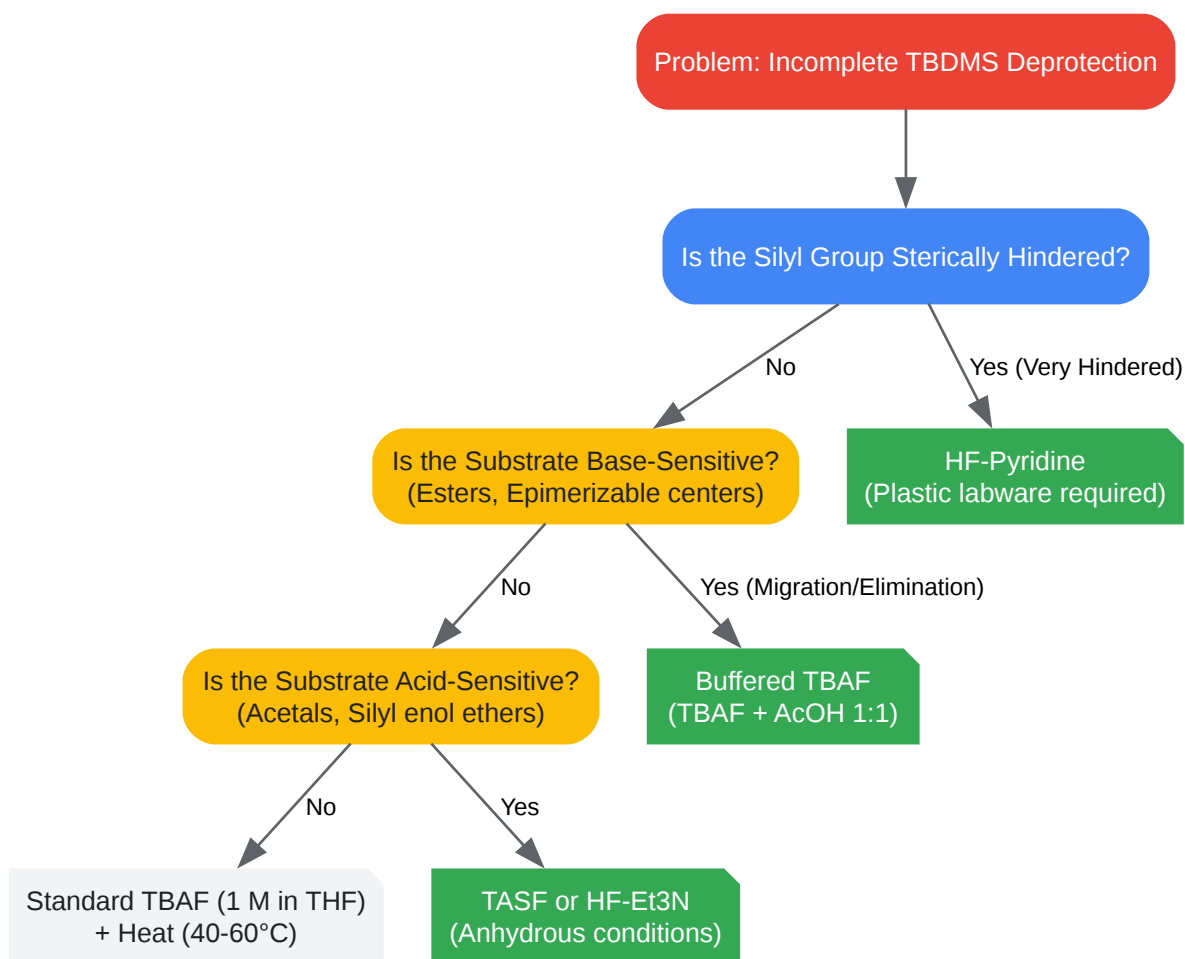 Problem: Incomplete TBDMS Deprotection
Is the Silyl Group Sterically Hindered?
No
Yes (Very Hindered)
Is the Substrate Base-Sensitive?
(Esters, Epimerizable centers)
HF-Pyridine
(Plastic labware required)
No
Yes (Migration/Elimination)
Is the Substrate Acid-Sensitive?
(Acetals, Silyl enol ethers)
Buffered TBAF
(TBAF + AcOH 1:1)
No
Yes
Standard TBAF (1 M in THF)
+ Heat (40-60°C)
TASF or HF-Et3N
(Anhydrous conditions)